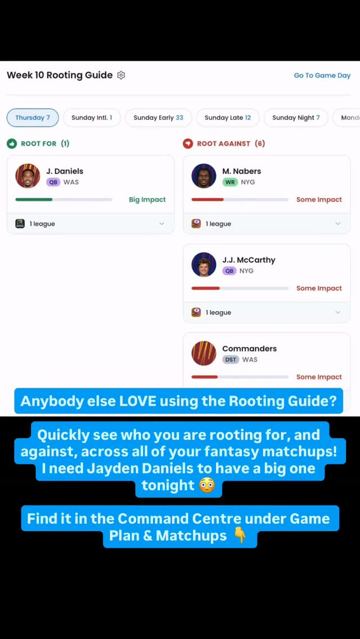 Week 10 Rooting Guide
Go To Game Day
Thursday 7
Sunday Intl. 1
Sunday Early 33
Sunday Late 12
Sunday Night 7
Monda
ROOT FOR (1)
ROOT AGAINST (6)
J. Daniels
QB WAS
Big Impact
1 league
M. Nabers
WR NYG
Some Impact
1 league
J.J. McCarthy
QB NYG
Some Impact
1 league
Commanders
DST WAS
Some Impact
Anybody else LOVE using the Rooting Guide?
Quickly see who you are rooting for, and
against, across all of your fantasy matchups!
I need Jayden Daniels to have a big one
tonight 😳
Find it in the Command Centre under Game
Plan & Matchups 👇